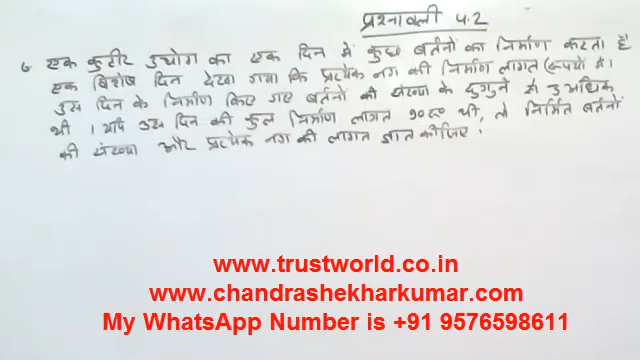 प्रश्नावली 4.2
6 एक कुटीर उद्योग का एक दिन में कुछ बर्तनों का निर्माण करता है
एक विशेष दिन देखा गया कि प्रत्येक नग की निर्माण लागत (रुपयों में)
उस दिन के निर्माण किए गए बर्तनों की संख्या के दुगुने से 3 अधिक
थी । यदि उस दिन की कुल निर्माण लागत ९०रु० थी, तो निर्मित बर्तनों
की संख्या और प्रत्येक नग की लागत ज्ञात कीजिए ।
www.trustworld.co.in
www.chandrashekharkumar.com
My WhatsApp Number is +91 9576598611